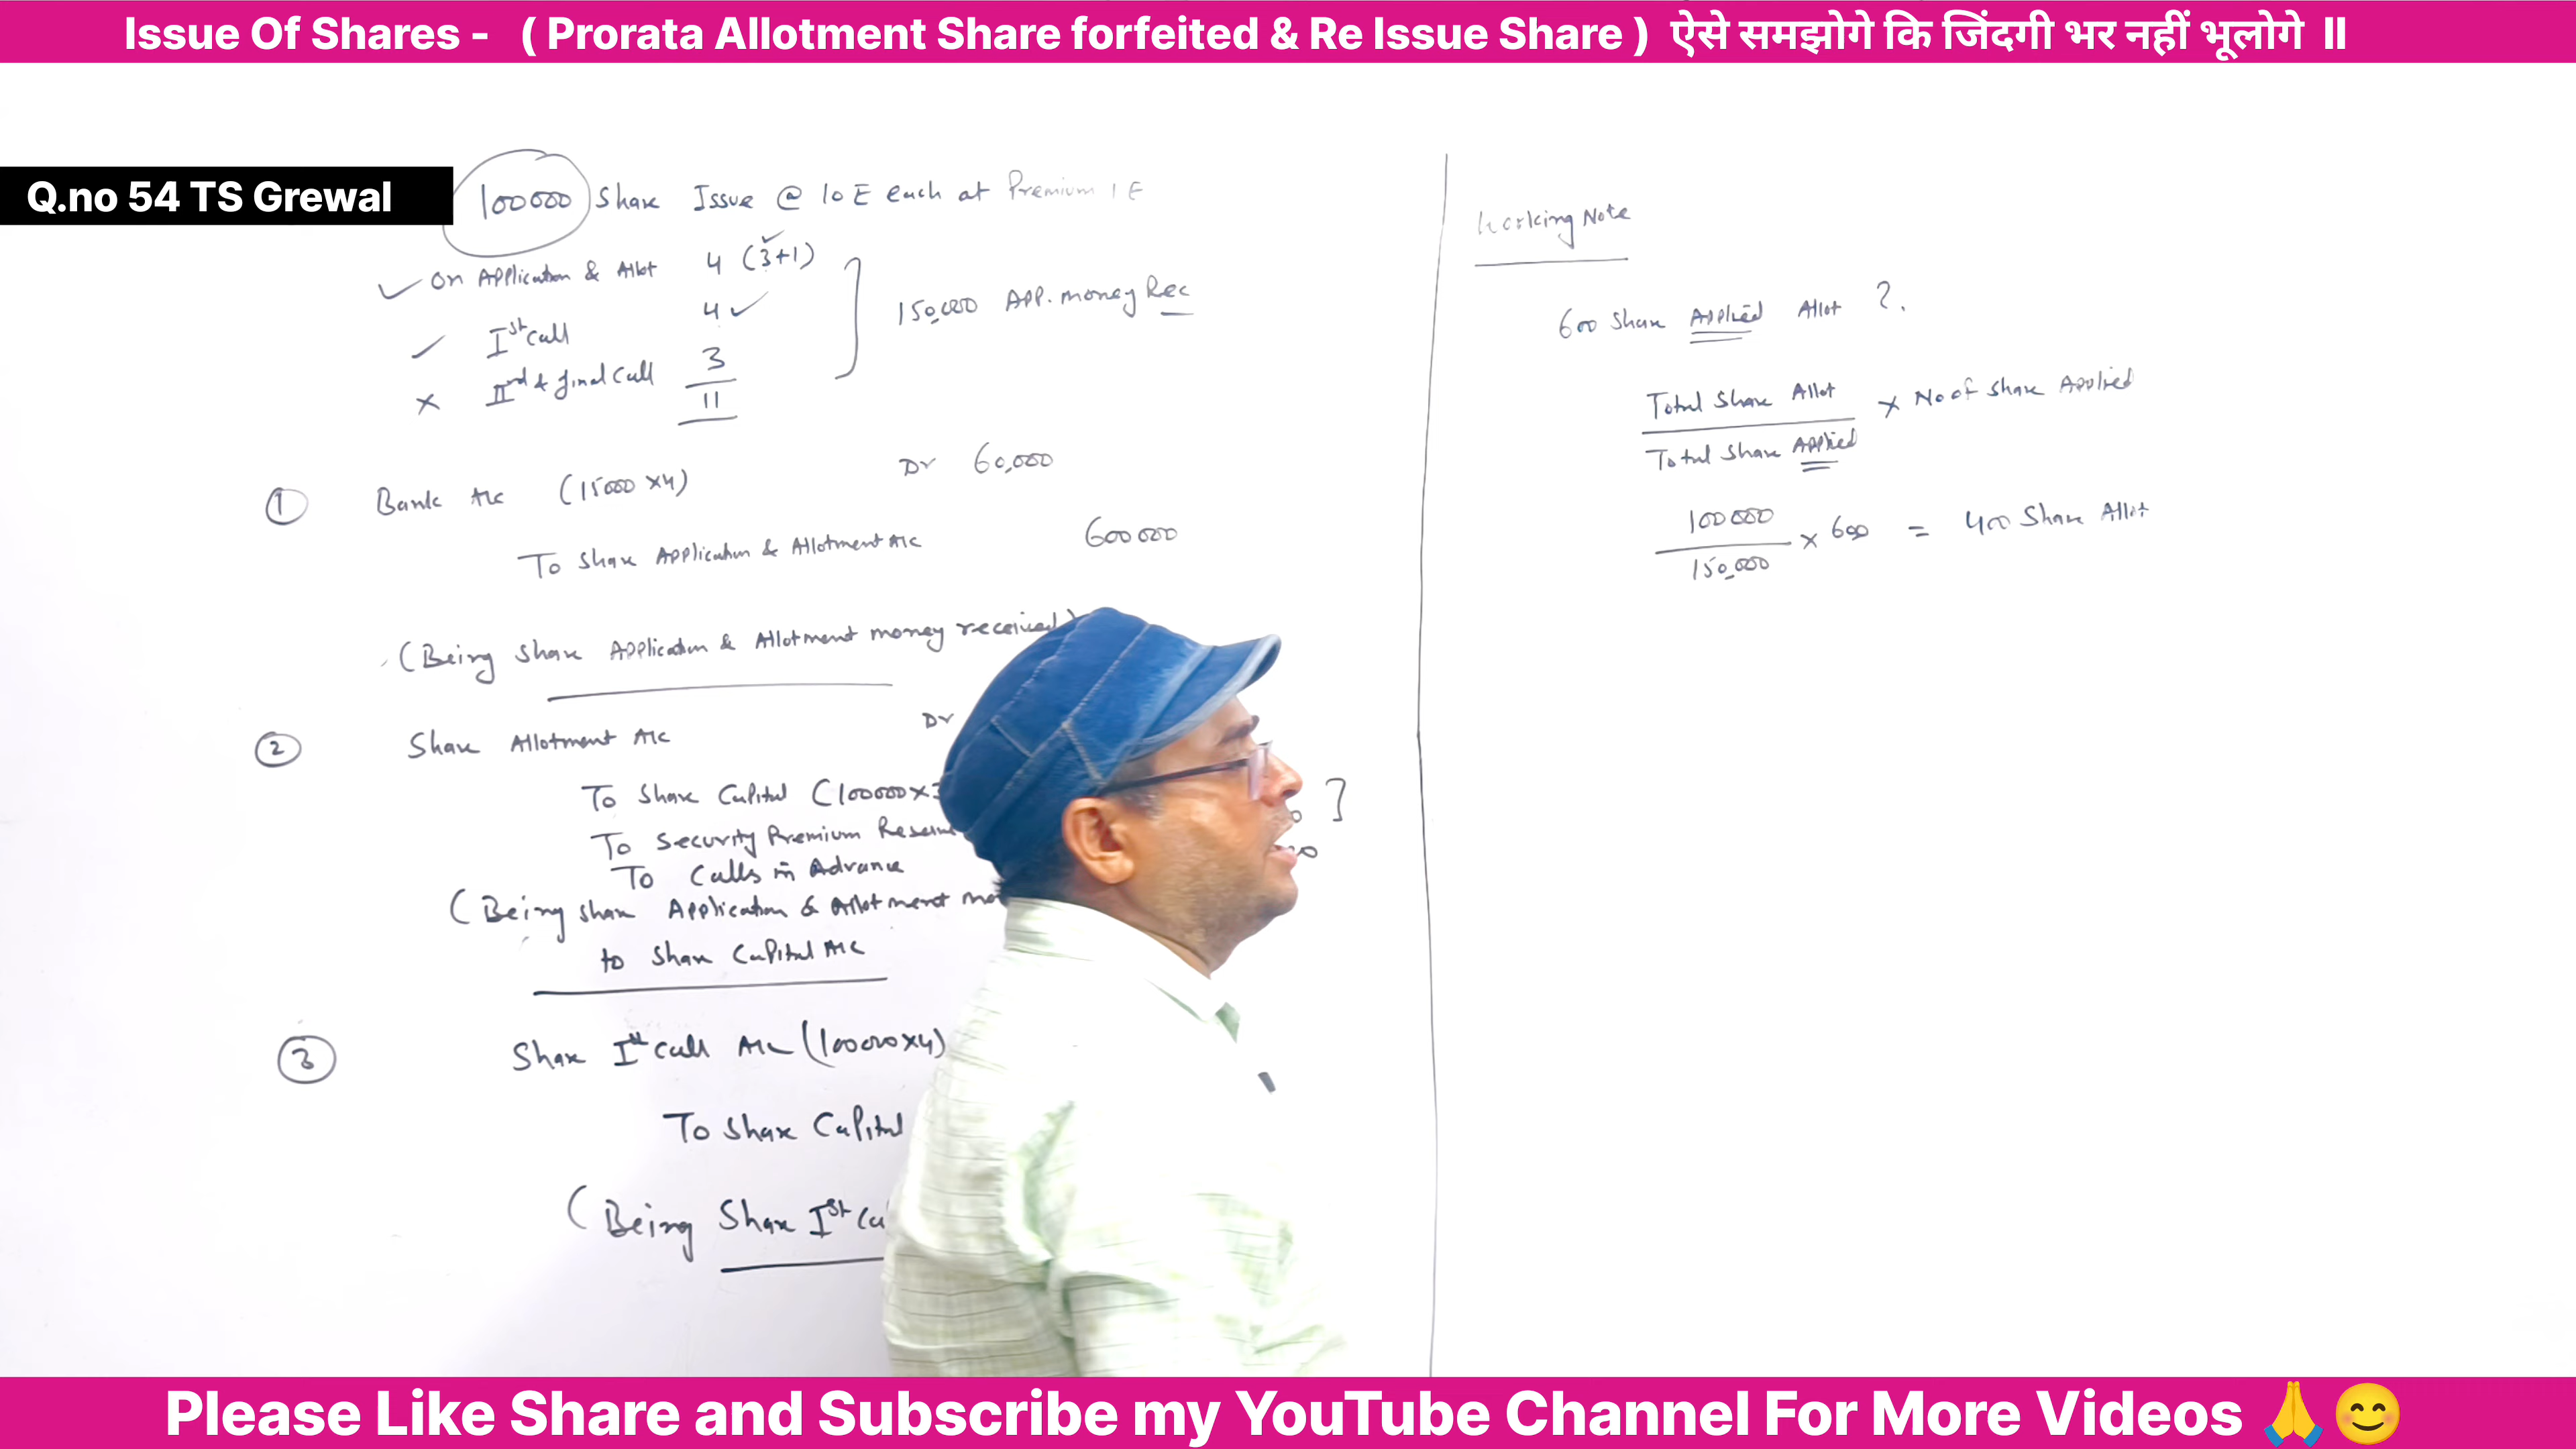 Issue Of Shares - ( Prorata Allotment Share forfeited & Re Issue Share ) ऐसे समझोगे कि जिंदगी भर नहीं भूलोगे ॥
Q.no 54 TS Grewal
100000 Share Issue @ 10 E each at Premium 1 E
✓ on Application & Allot 4 (3+1)
✓ Ist call 4 ✓
× IInd & final call 3
11
150,000 App. money Rec
1 Bank A/c (15000 x4) Dr 60,000
To Share Application & Allotment A/c 600000
(Being Share Application & Allotment money received)
2 Share Allotment A/c Dr
To Share Capital (100000x3
To Security Premium
To Calls in Advance
(Being share Application & Allotment
to Share Capital A/c
3 Share Ist Call A/c (100000x4)
To Share Capital
(Being Share Ist
Working Note
600 Share Applied Allot ?.
Total Share Allot × No of Share Applied
Total Share Applied
100000 × 600 = 400 Share Allot
150,000
Please Like Share and Subscribe my YouTube Channel For More Videos 🙏😊